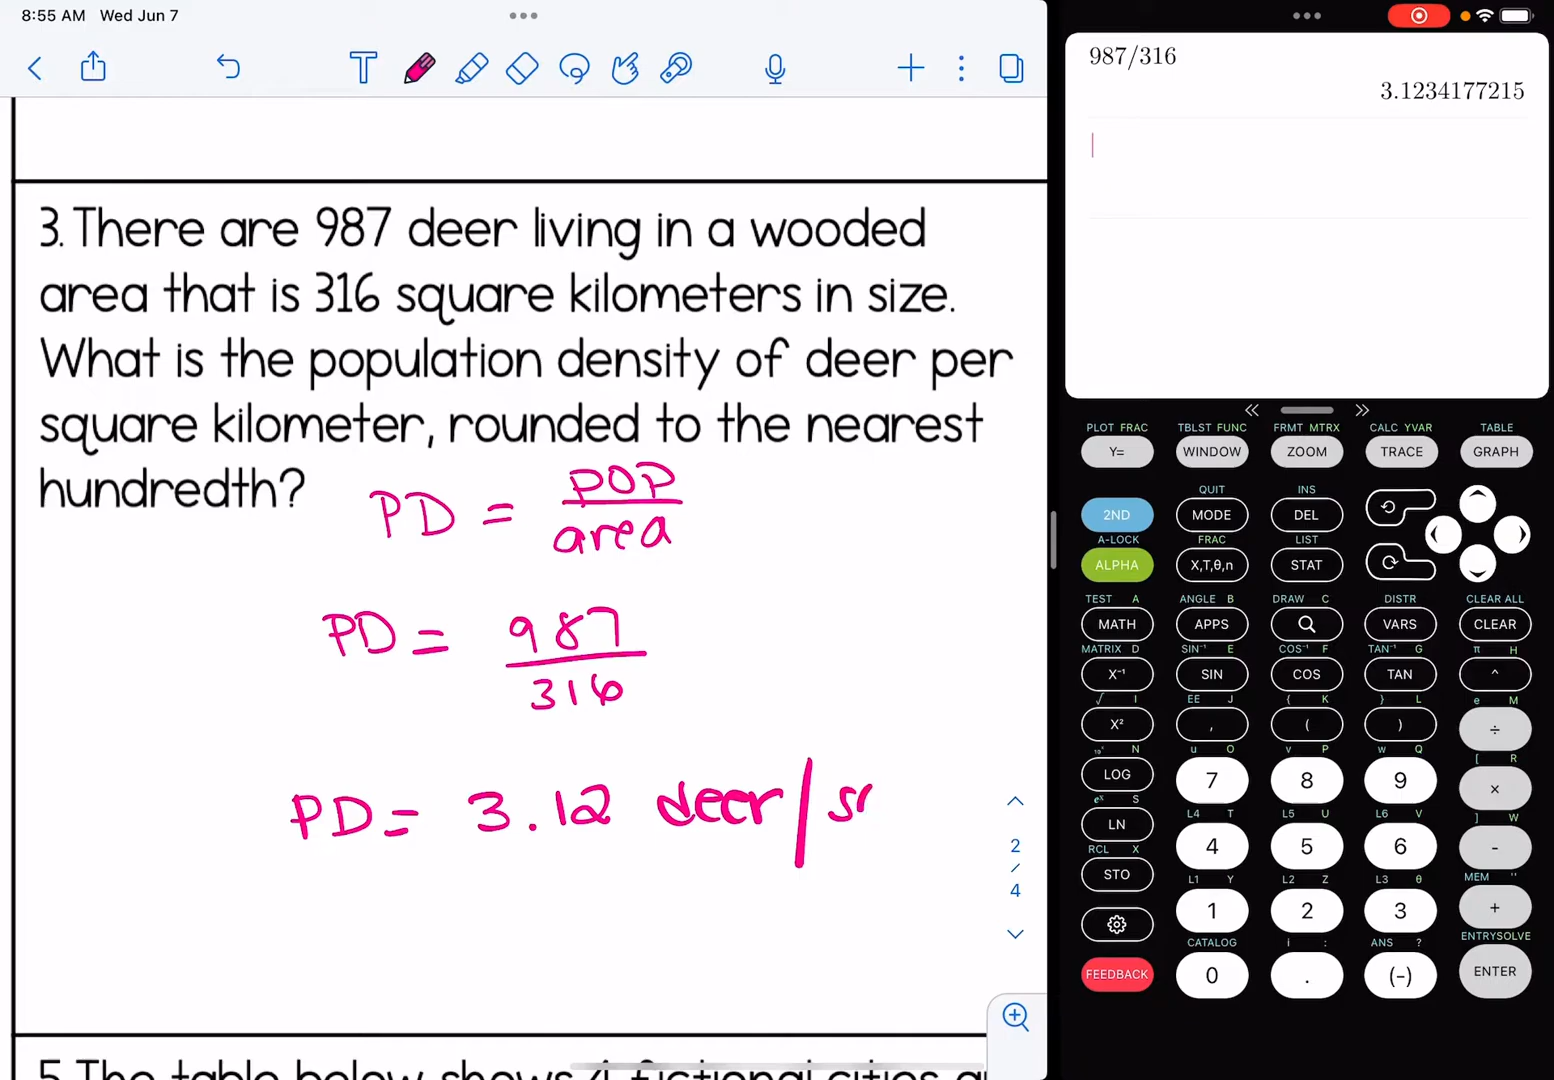 8:55 AM Wed Jun 7
3. There are 987 deer living in a wooded
area that is 316 square kilometers in size.
What is the population density of deer per
square kilometer, rounded to the nearest
hundredth?
PD = pop
area
PD = 987
316
PD = 3.12 deer/s
2
/
4
987/316
3.1234177215
PLOT FRAC TBLST FUNC FRMT MTRX CALC YVAR TABLE
Y= WINDOW ZOOM TRACE GRAPH
QUIT INS
2ND MODE DEL
A-LOCK FRAC LIST
ALPHA X,T,θ,n STAT
TEST A ANGLE B DRAW C DISTR CLEAR ALL
MATH APPS VARS CLEAR
MATRIX D SIN⁻¹ E COS⁻¹ F TAN⁻¹ G π H
X⁻¹ SIN COS TAN ^
√ I EE J { K } L e M
X² , ( ) ÷
10ˣ N u O v P w Q [ R
LOG 7 8 9 ×
eˣ S L4 T L5 U L6 V ] W
LN 4 5 6 -
RCL X L1 Y L2 Z L3 θ MEM "
STO 1 2 3 +
CATALOG i : ANS ? ENTRYSOLVE
FEEDBACK 0 . (-) ENTER